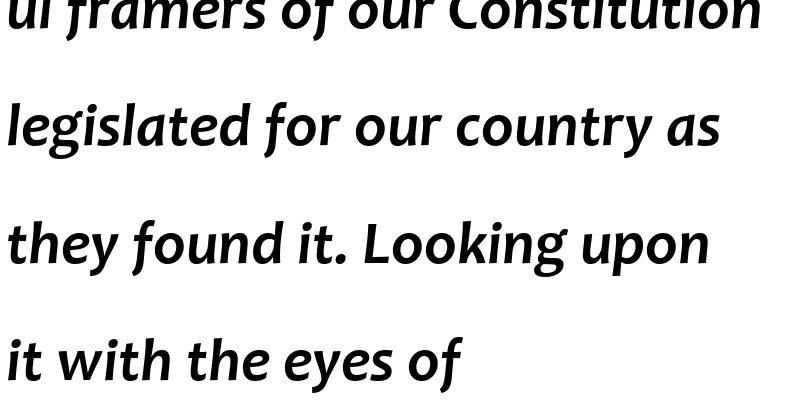 framers of our Constitution
legislated for our country as
they found it. Looking upon
it with the eyes of